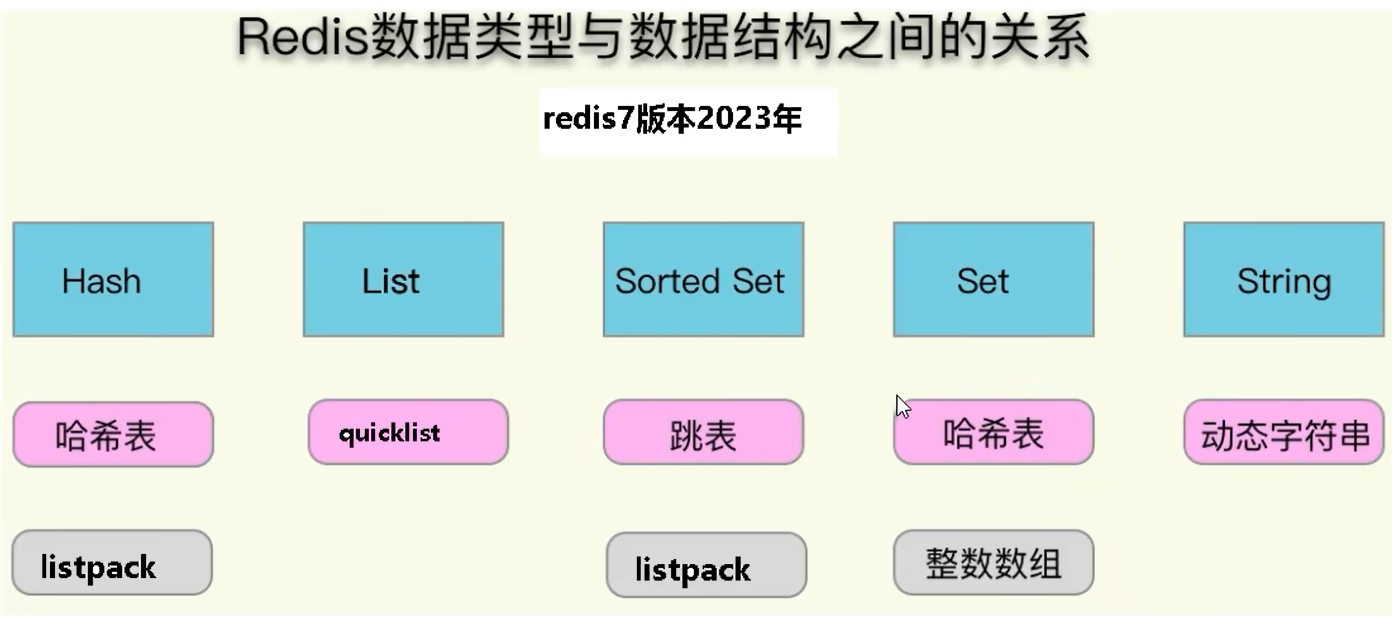 Redis数据类型与数据结构之间的关系
redis7版本2023年
Hash
List
Sorted Set
Set
String
哈希表
quicklist
跳表
哈希表
动态字符串
listpack
listpack
整数数组